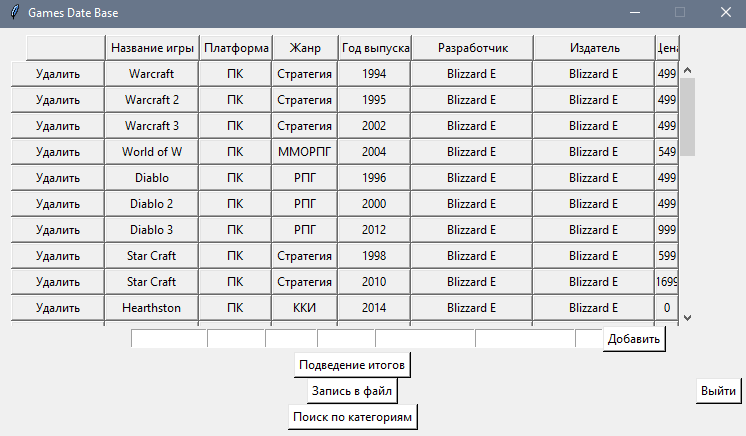 Games Date Base
Название игры Платформа Жанр Год выпуска Разработчик Издатель Цена
Удалить Warcraft ПК Стратегия 1994 Blizzard E Blizzard E 499
Удалить Warcraft 2 ПК Стратегия 1995 Blizzard E Blizzard E 499
Удалить Warcraft 3 ПК Стратегия 2002 Blizzard E Blizzard E 499
Удалить World of W ПК ММОРПГ 2004 Blizzard E Blizzard E 549
Удалить Diablo ПК РПГ 1996 Blizzard E Blizzard E 499
Удалить Diablo 2 ПК РПГ 2000 Blizzard E Blizzard E 499
Удалить Diablo 3 ПК РПГ 2012 Blizzard E Blizzard E 999
Удалить Star Craft ПК Стратегия 1998 Blizzard E Blizzard E 599
Удалить Star Craft ПК Стратегия 2010 Blizzard E Blizzard E 1699
Удалить Hearthston ПК ККИ 2014 Blizzard E Blizzard E 0
Добавить
Подведение итогов
Запись в файл
Выйти
Поиск по категориям